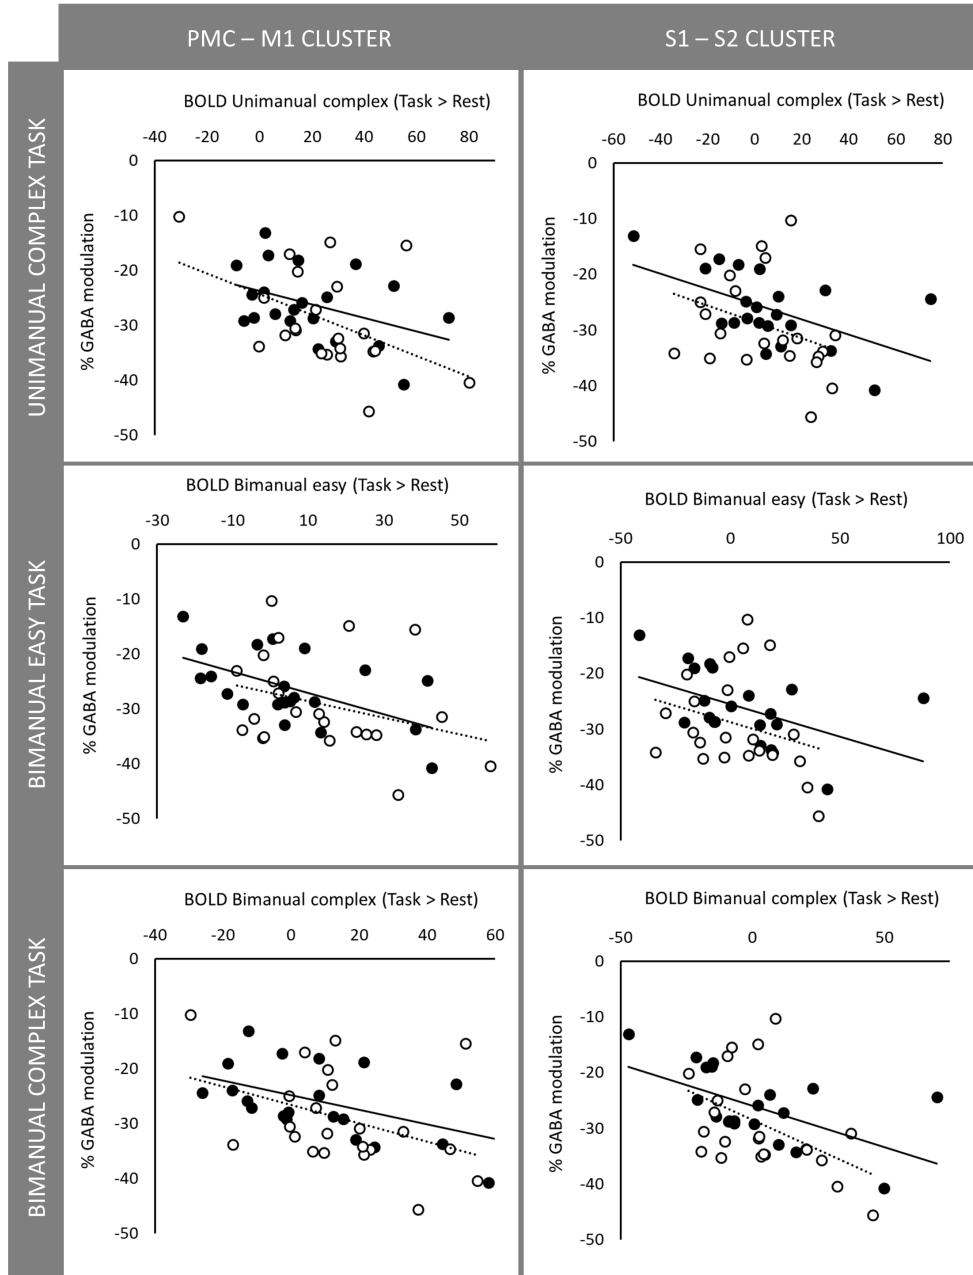 PMC – M1 CLUSTER
S1 – S2 CLUSTER
UNIMANUAL COMPLEX TASK
BOLD Unimanual complex (Task > Rest)
-40 -20 0 20 40 60 80
% GABA modulation
0
-10
-20
-30
-40
-50
BOLD Unimanual complex (Task > Rest)
-60 -40 -20 0 20 40 60 80
% GABA modulation
0
-10
-20
-30
-40
-50
BIMANUAL EASY TASK
BOLD Bimanual easy (Task > Rest)
-30 -10 10 30 50
% GABA modulation
0
-10
-20
-30
-40
-50
BOLD Bimanual easy (Task > Rest)
-50 0 50 100
% GABA modulation
0
-10
-20
-30
-40
-50
BIMANUAL COMPLEX TASK
BOLD Bimanual complex (Task > Rest)
-40 -20 0 20 40 60
% GABA modulation
0
-10
-20
-30
-40
-50
BOLD Bimanual complex (Task > Rest)
-50 0 50
% GABA modulation
0
-10
-20
-30
-40
-50